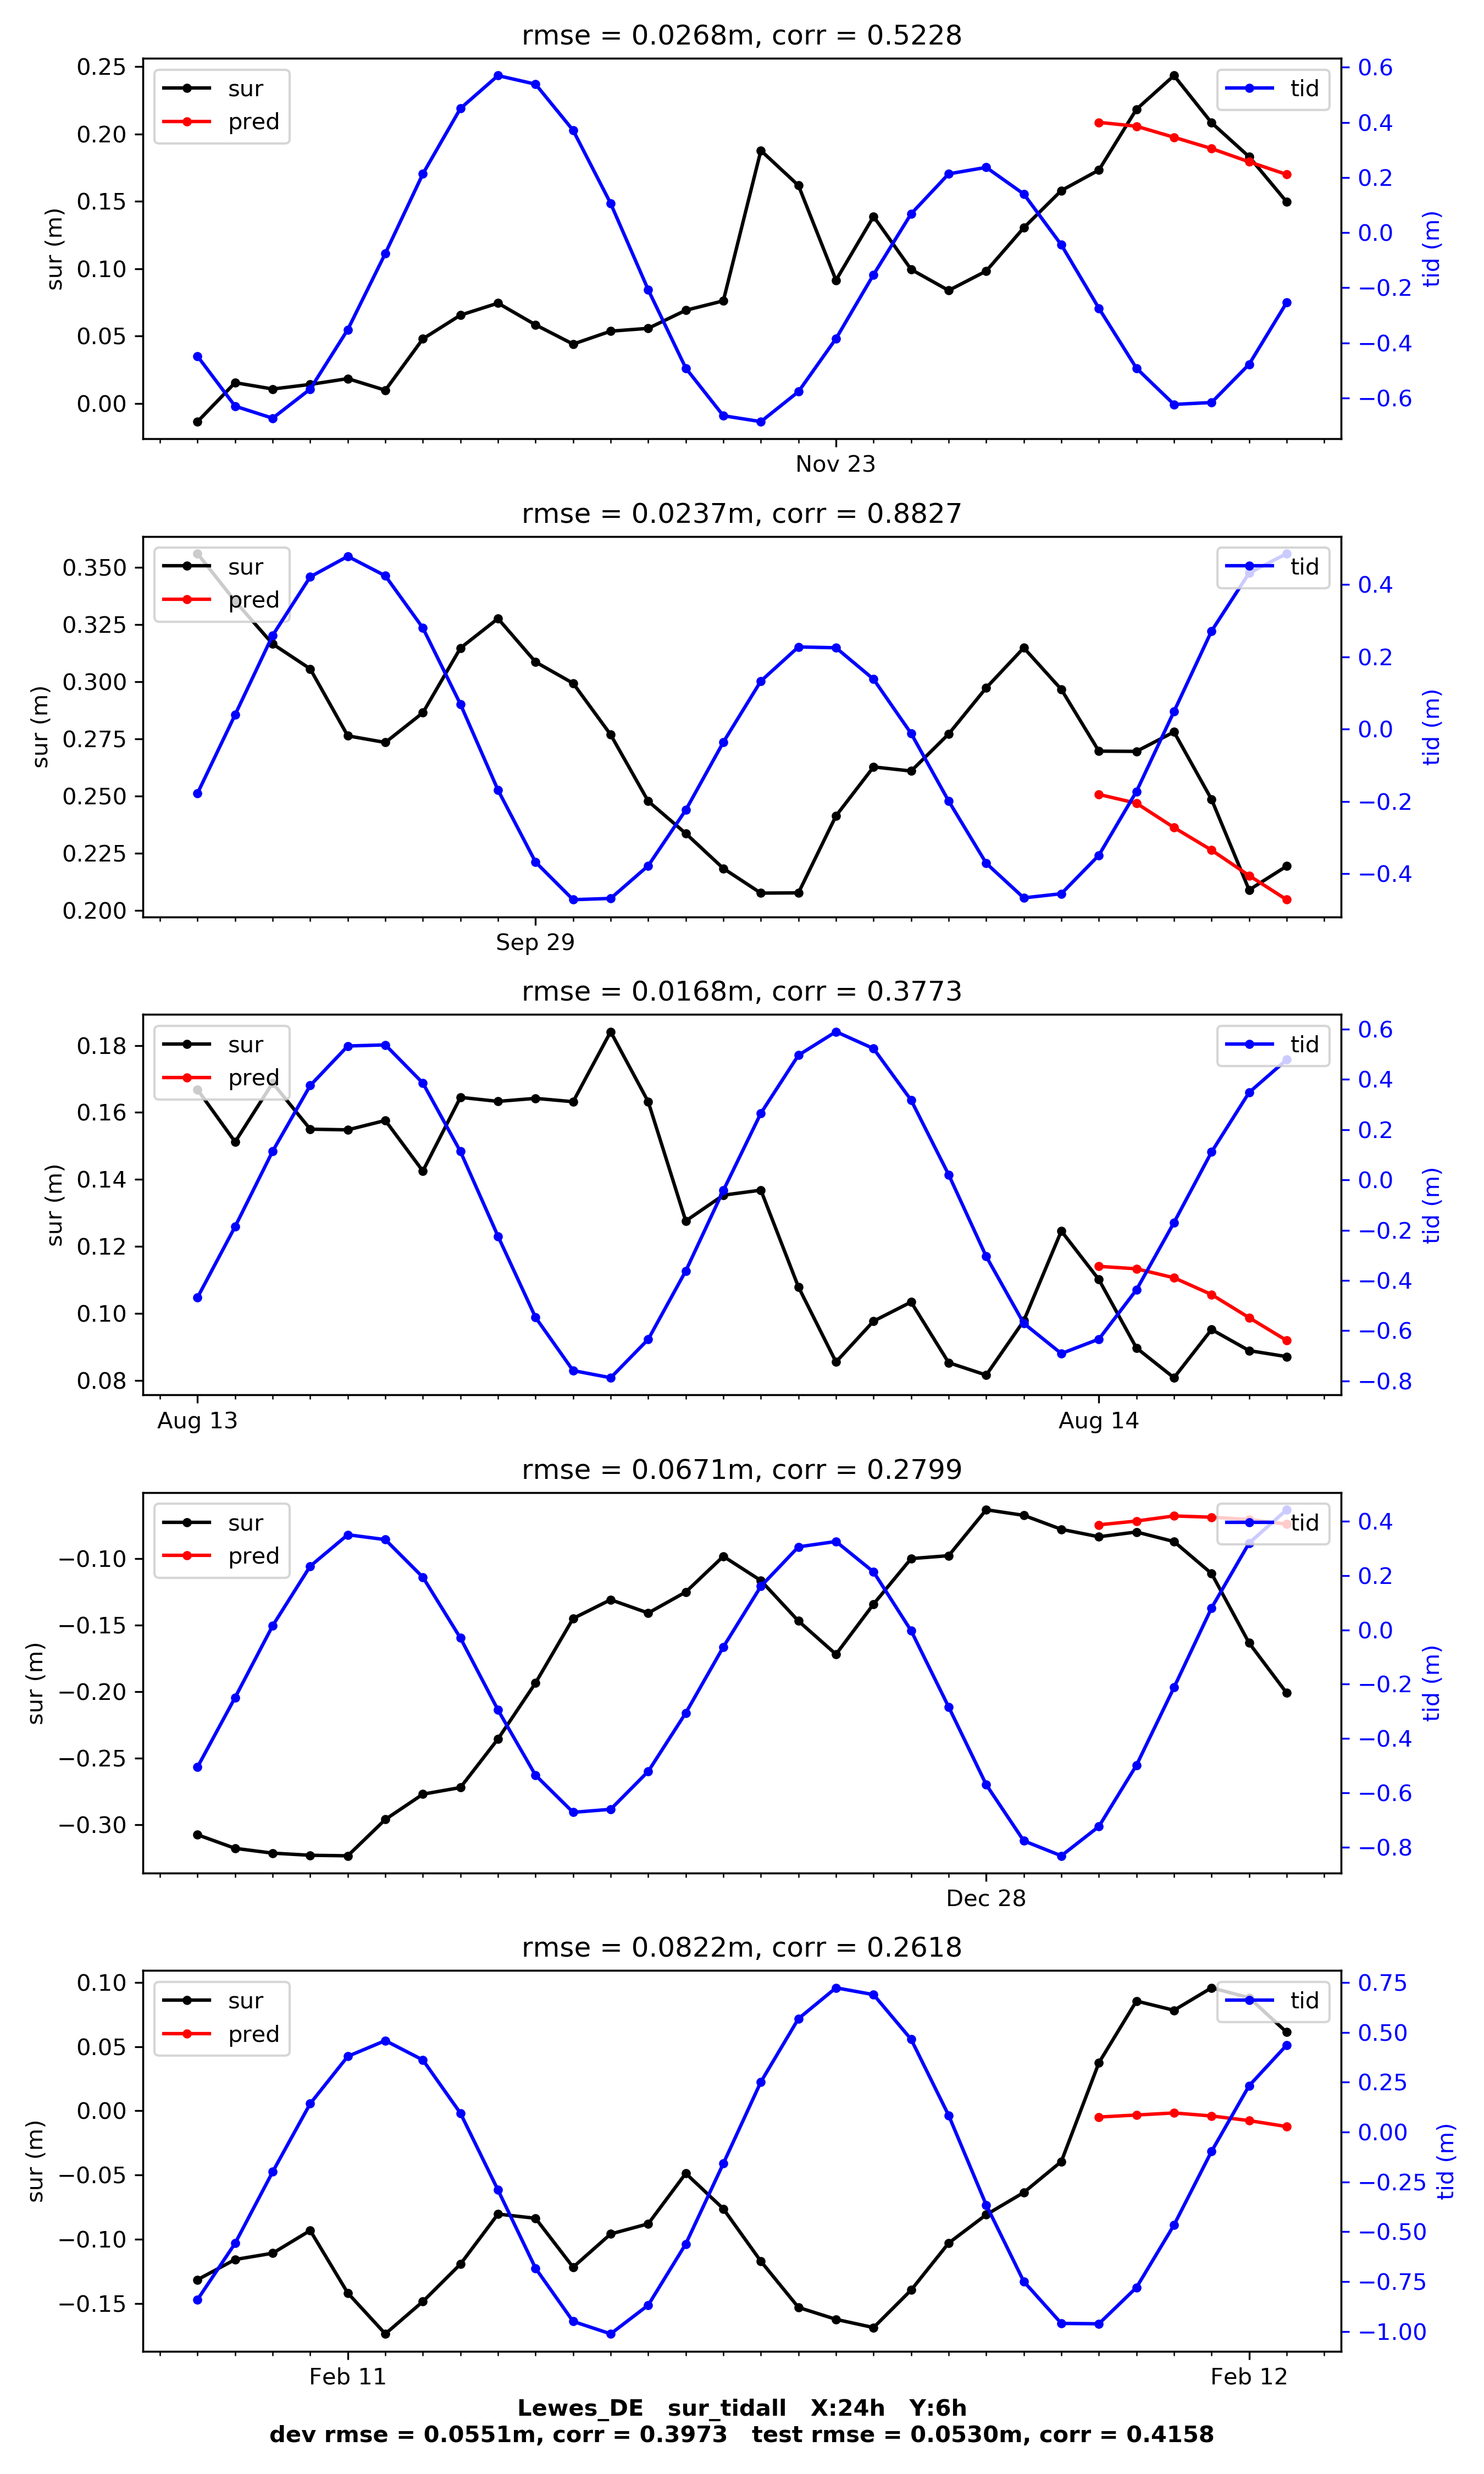 rmse = 0.0268m, corr = 0.5228
sur
pred
tid
0.25
0.20
0.15
0.10
0.05
0.00
sur (m)
0.6
0.4
0.2
0.0
−0.2
−0.4
−0.6
tid (m)
Nov 23
rmse = 0.0237m, corr = 0.8827
sur
pred
tid
0.350
0.325
0.300
0.275
0.250
0.225
0.200
sur (m)
0.4
0.2
0.0
−0.2
−0.4
tid (m)
Sep 29
rmse = 0.0168m, corr = 0.3773
sur
pred
tid
0.18
0.16
0.14
0.12
0.10
0.08
sur (m)
0.6
0.4
0.2
0.0
−0.2
−0.4
−0.6
−0.8
tid (m)
Aug 13
Aug 14
rmse = 0.0671m, corr = 0.2799
sur
pred
tid
−0.10
−0.15
−0.20
−0.25
−0.30
sur (m)
0.4
0.2
0.0
−0.2
−0.4
−0.6
−0.8
tid (m)
Dec 28
rmse = 0.0822m, corr = 0.2618
sur
pred
tid
0.10
0.05
0.00
−0.05
−0.10
−0.15
sur (m)
0.75
0.50
0.25
0.00
−0.25
−0.50
−0.75
−1.00
tid (m)
Feb 11
Feb 12
Lewes_DE sur_tidall X:24h Y:6h
dev rmse = 0.0551m, corr = 0.3973 test rmse = 0.0530m, corr = 0.4158